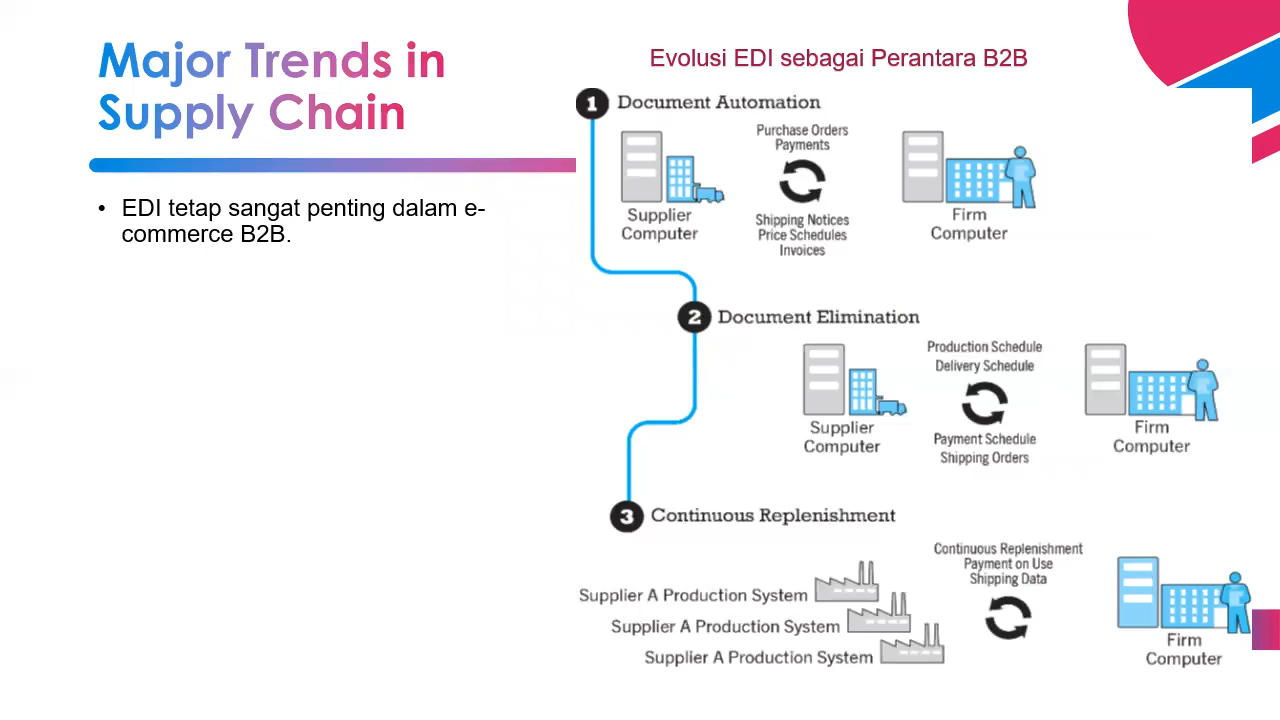 Major Trends in
Supply Chain
• EDI tetap sangat penting dalam e-
commerce B2B.
Evolusi EDI sebagai Perantara B2B
1 Document Automation
Purchase Orders
Payments
Supplier
Computer
Shipping Notices
Price Schedules
Invoices
Firm
Computer
2 Document Elimination
Production Schedule
Delivery Schedule
Supplier
Computer
Payment Schedule
Shipping Orders
Firm
Computer
3 Continuous Replenishment
Continuous Replenishment
Payment on Use
Shipping Data
Supplier A Production System
Supplier A Production System
Supplier A Production System
Firm
Computer